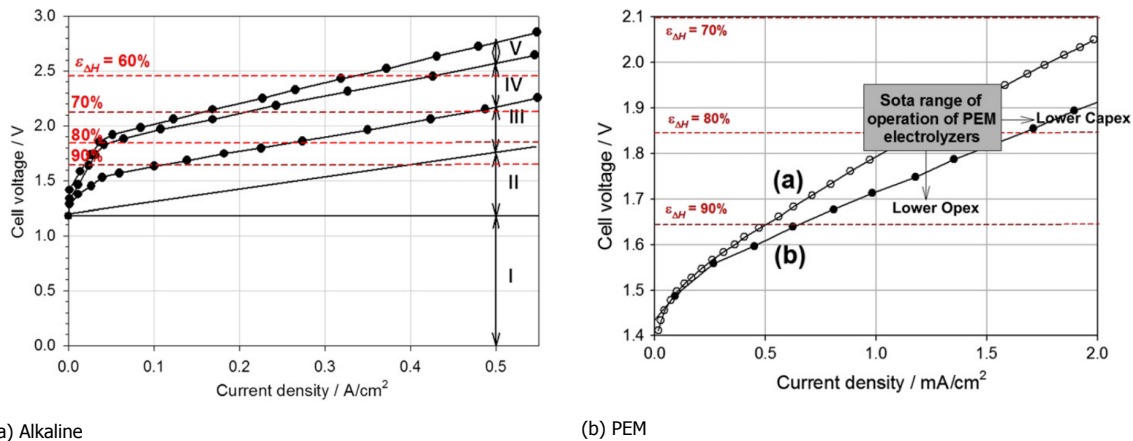 3.0
2.5
2.0
1.5
1.0
0.5
0.0
Cell voltage / V
ε_ΔH = 60%
70%
80%
90%
V
IV
III
II
I
0.0 0.1 0.2 0.3 0.4 0.5
Current density / A/cm²
a) Alkaline
2.1
2.0
1.9
1.8
1.7
1.6
1.5
1.4
Cell voltage / V
ε_ΔH = 70%
ε_ΔH = 80%
ε_ΔH = 90%
Sota range of
operation of PEM
electrolyzers
Lower Capex
Lower Opex
(a)
(b)
0.0 0.5 1.0 1.5 2.0
Current density / mA/cm²
(b) PEM